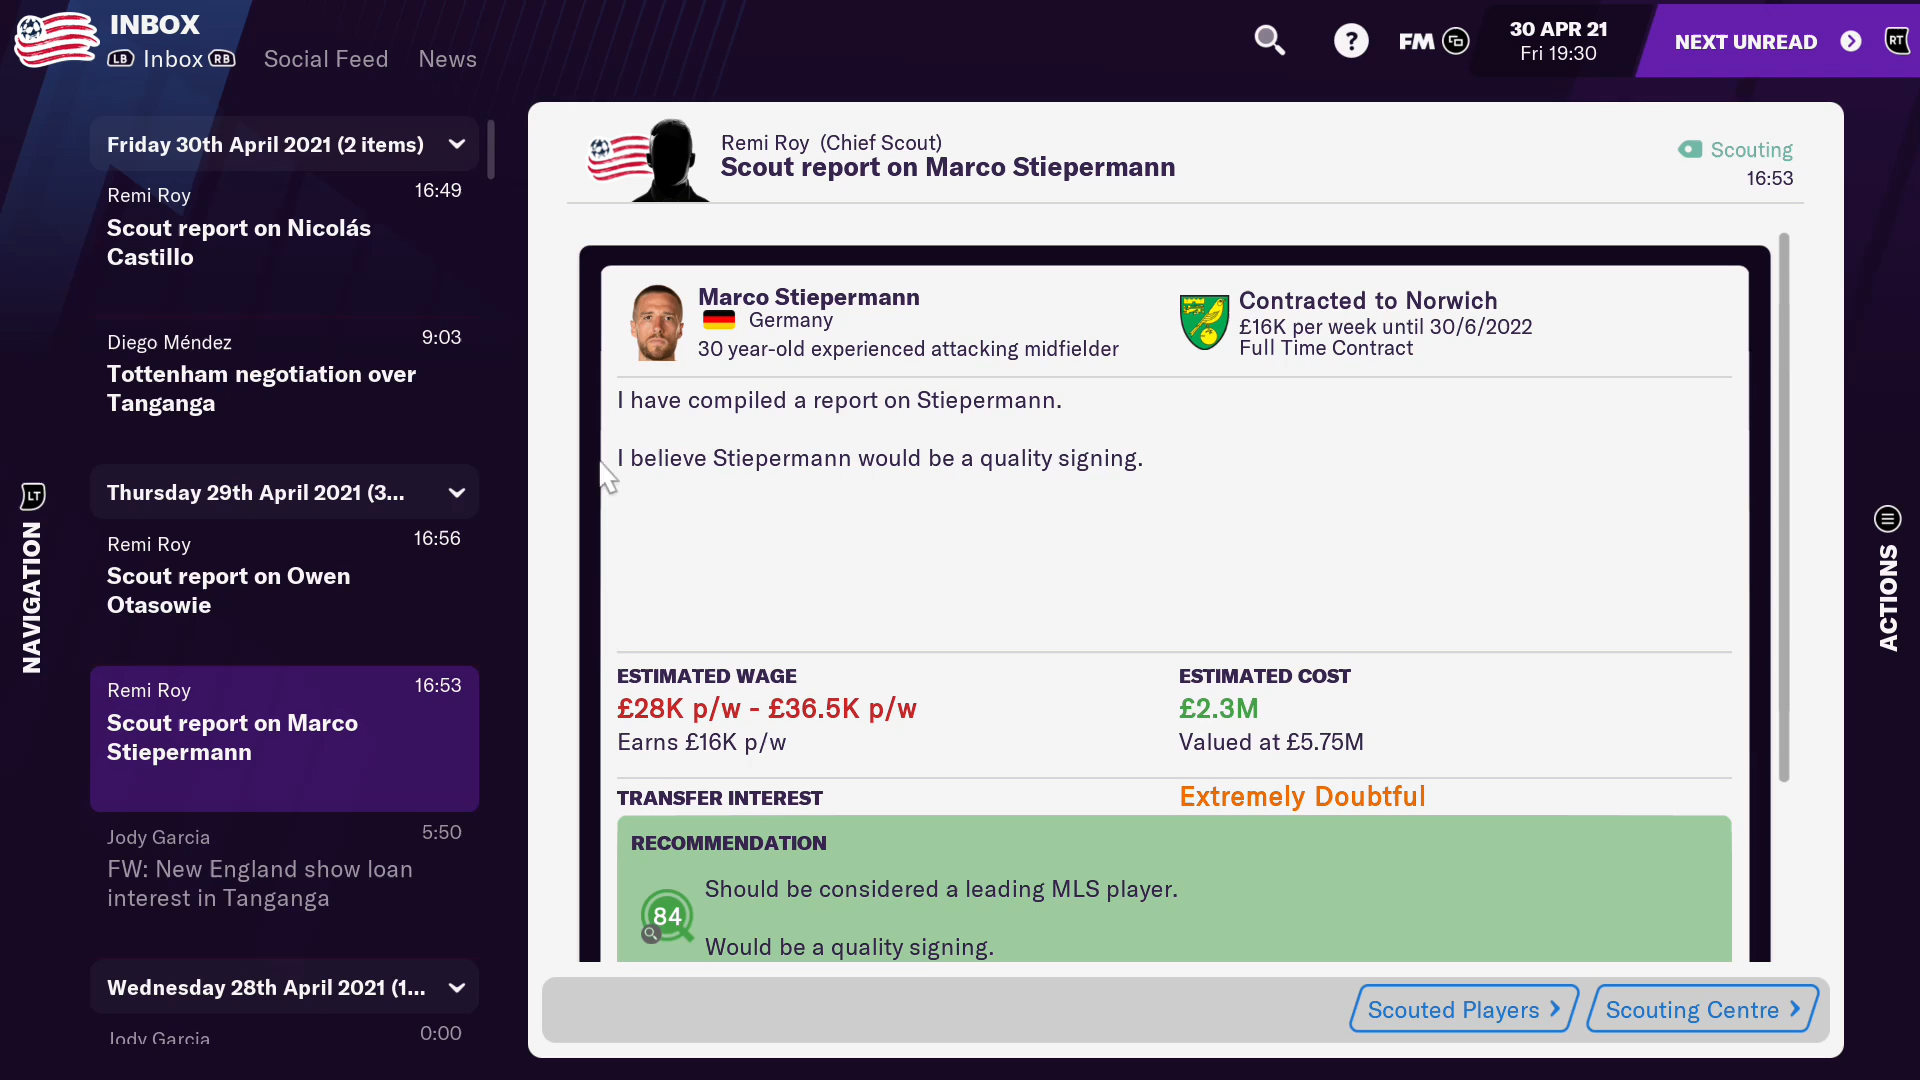 INBOX
LB Inbox RB
Social Feed
News
FM
30 APR 21
Fri 19:30
NEXT UNREAD
RT
Friday 30th April 2021 (2 items)
Remi Roy
16:49
Scout report on Nicolás
Castillo
Diego Méndez
9:03
Tottenham negotiation over
Tanganga
Thursday 29th April 2021 (3...
Remi Roy
16:56
Scout report on Owen
Otasowie
Remi Roy
16:53
Scout report on Marco
Stiepermann
Jody Garcia
5:50
FW: New England show loan
interest in Tanganga
Wednesday 28th April 2021 (1...
Jody Garcia
0:00
LT
NAVIGATION
Remi Roy (Chief Scout)
Scout report on Marco Stiepermann
Scouting
16:53
Marco Stiepermann
Germany
30 year-old experienced attacking midfielder
Contracted to Norwich
£16K per week until 30/6/2022
Full Time Contract
I have compiled a report on Stiepermann.
I believe Stiepermann would be a quality signing.
ESTIMATED WAGE
£28K p/w - £36.5K p/w
Earns £16K p/w
ESTIMATED COST
£2.3M
Valued at £5.75M
TRANSFER INTEREST
Extremely Doubtful
RECOMMENDATION
84
Should be considered a leading MLS player.
Would be a quality signing.
Scouted Players
Scouting Centre
ACTIONS